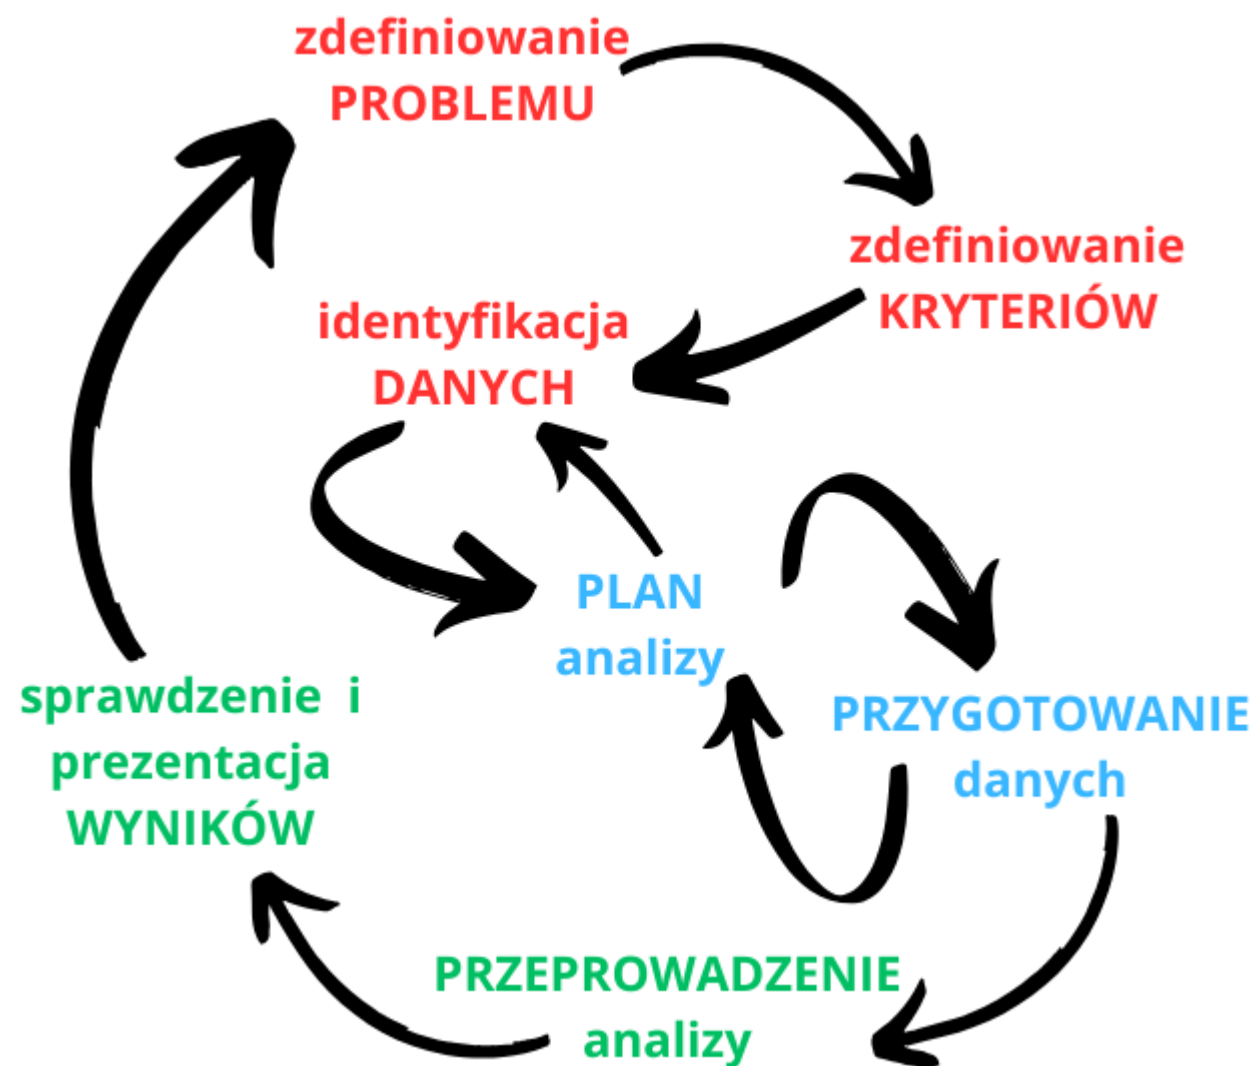 zdefiniowanie
PROBLEMU
zdefiniowanie
KRYTERIÓW
identyfikacja
DANYCH
PLAN
analizy
PRZYGOTOWANIE
danych
PRZEPROWADZENIE
analizy
sprawdzenie i
prezentacja
WYNIKÓW